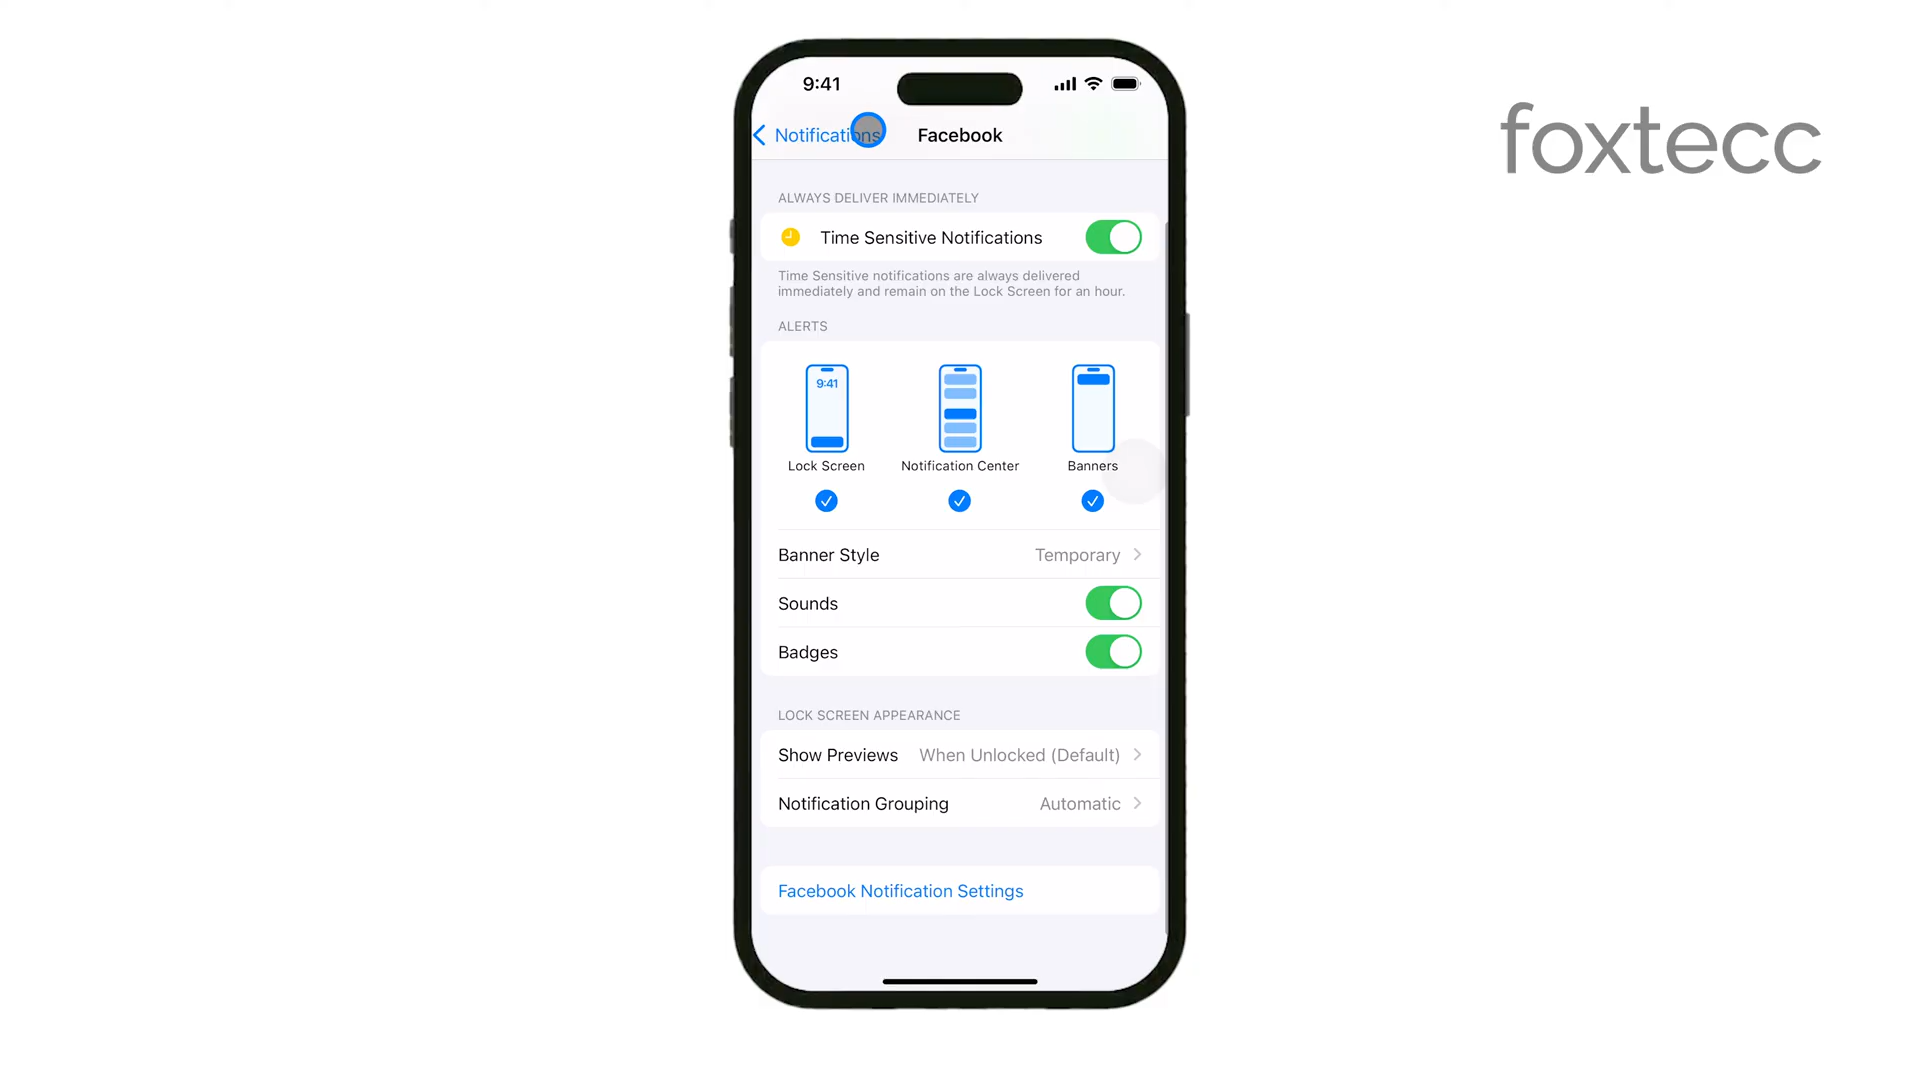 9:41
foxtecc
Notifications
Facebook
ALWAYS DELIVER IMMEDIATELY
Time Sensitive Notifications
Time Sensitive notifications are always delivered
immediately and remain on the Lock Screen for an hour.
ALERTS
9:41
Lock Screen
Notification Center
Banners
Banner Style Temporary
Sounds
Badges
LOCK SCREEN APPEARANCE
Show Previews When Unlocked (Default)
Notification Grouping Automatic
Facebook Notification Settings